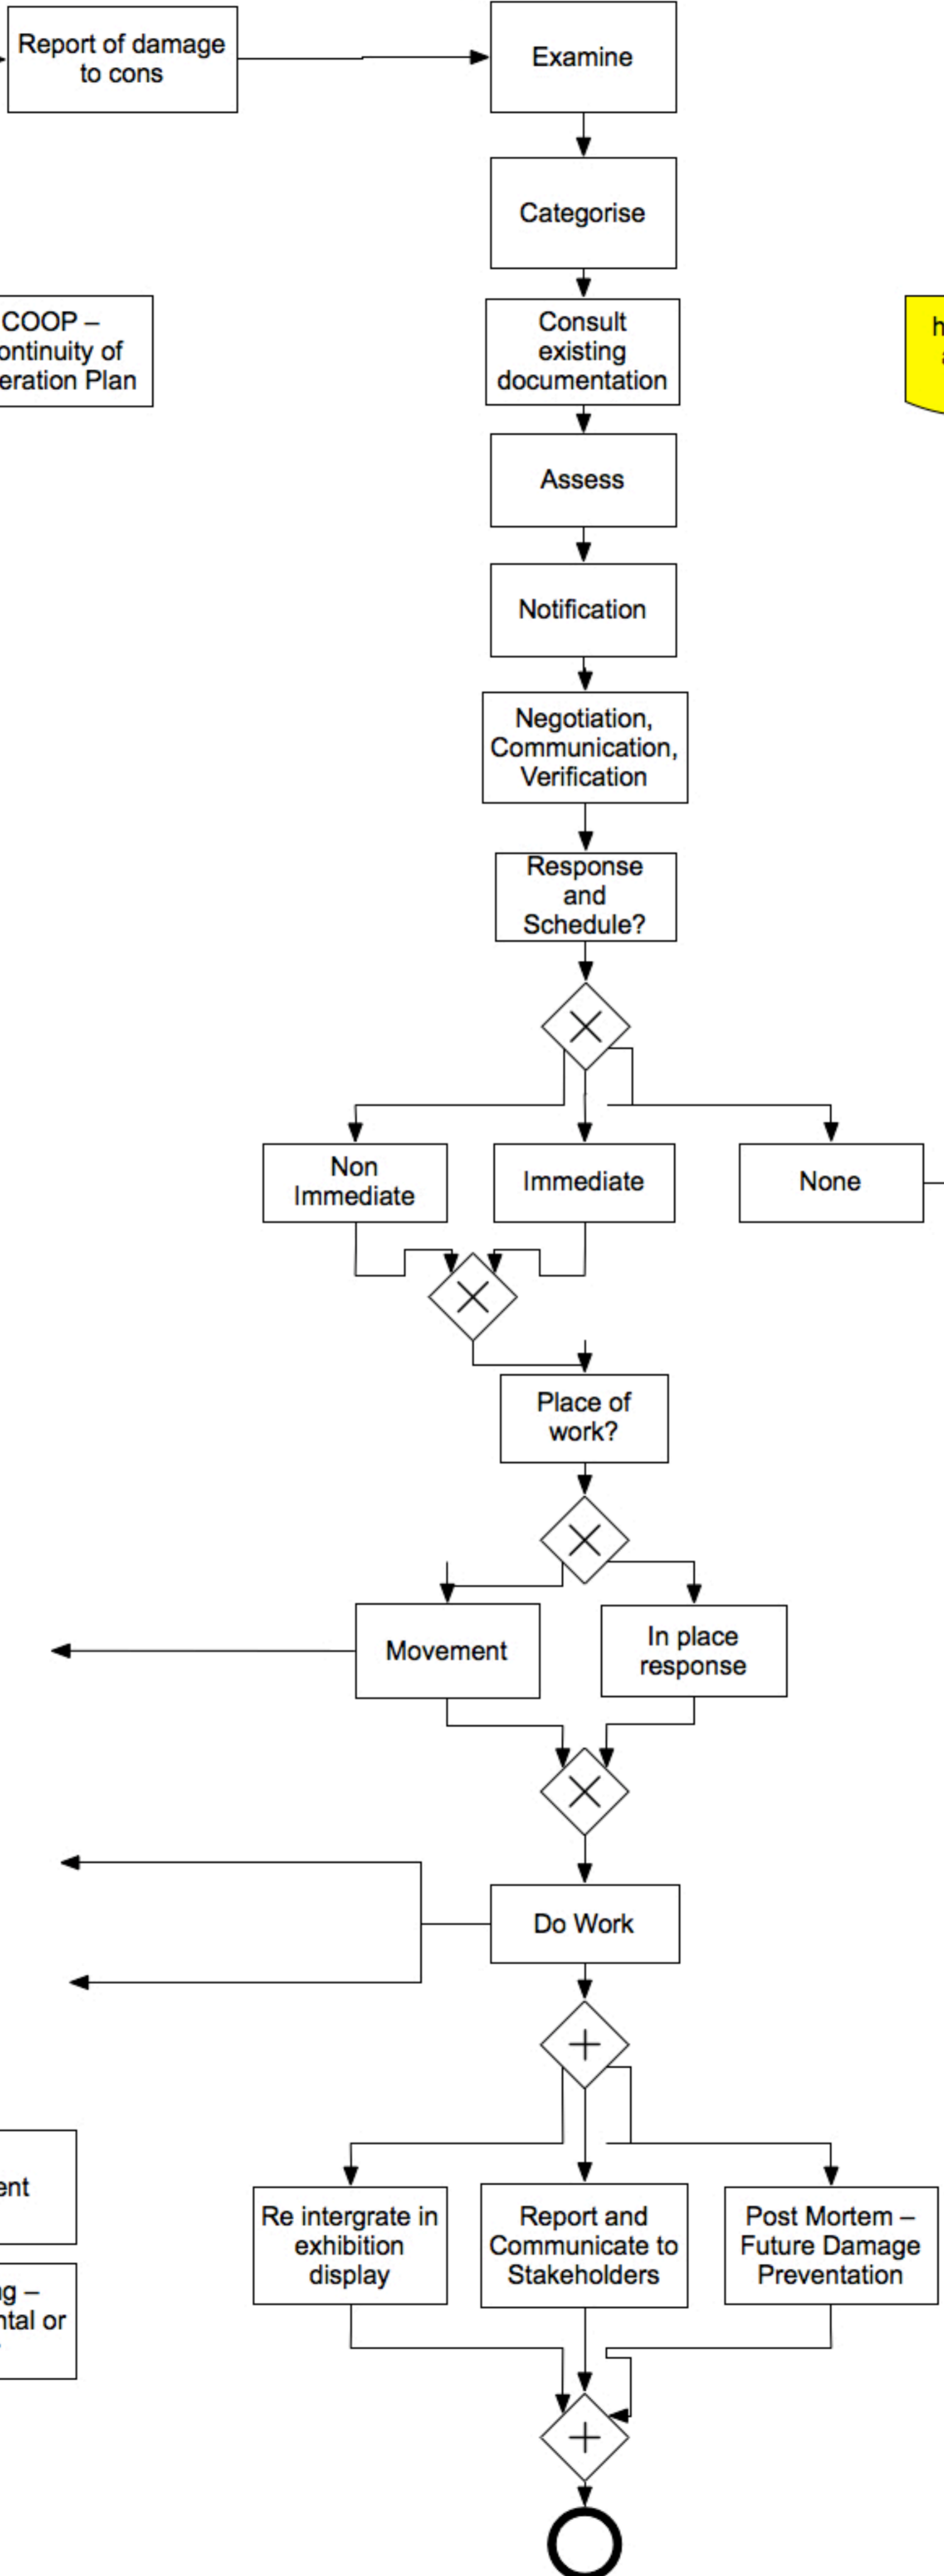 Report of damage
to cons
Examine
Categorise
COOP –
ontinuity of
eration Plan
Consult
existing
documentation
h
Assess
Notification
Negotiation,
Communication,
Verification
Response
and
Schedule?
Non
Immediate
Immediate
None
Place of
work?
Movement
In place
response
Do Work
ent
g –
ntal or
Re intergrate in
exhibition
display
Report and
Communicate to
Stakeholders
Post Mortem –
Future Damage
Preventation